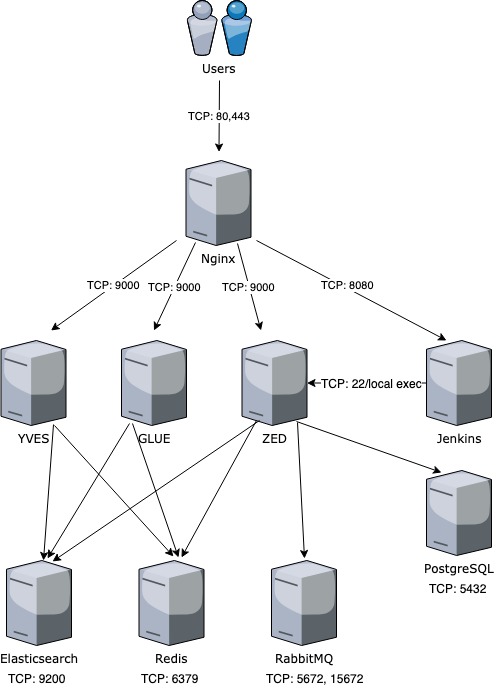 Users
TCP: 80,443
Nginx
TCP: 9000
TCP: 9000
TCP: 9000
TCP: 8080
TCP: 22/local exec
YVES
GLUE
ZED
Jenkins
PostgreSQL
TCP: 5432
Elasticsearch
Redis
RabbitMQ
TCP: 9200
TCP: 6379
TCP: 5672, 15672